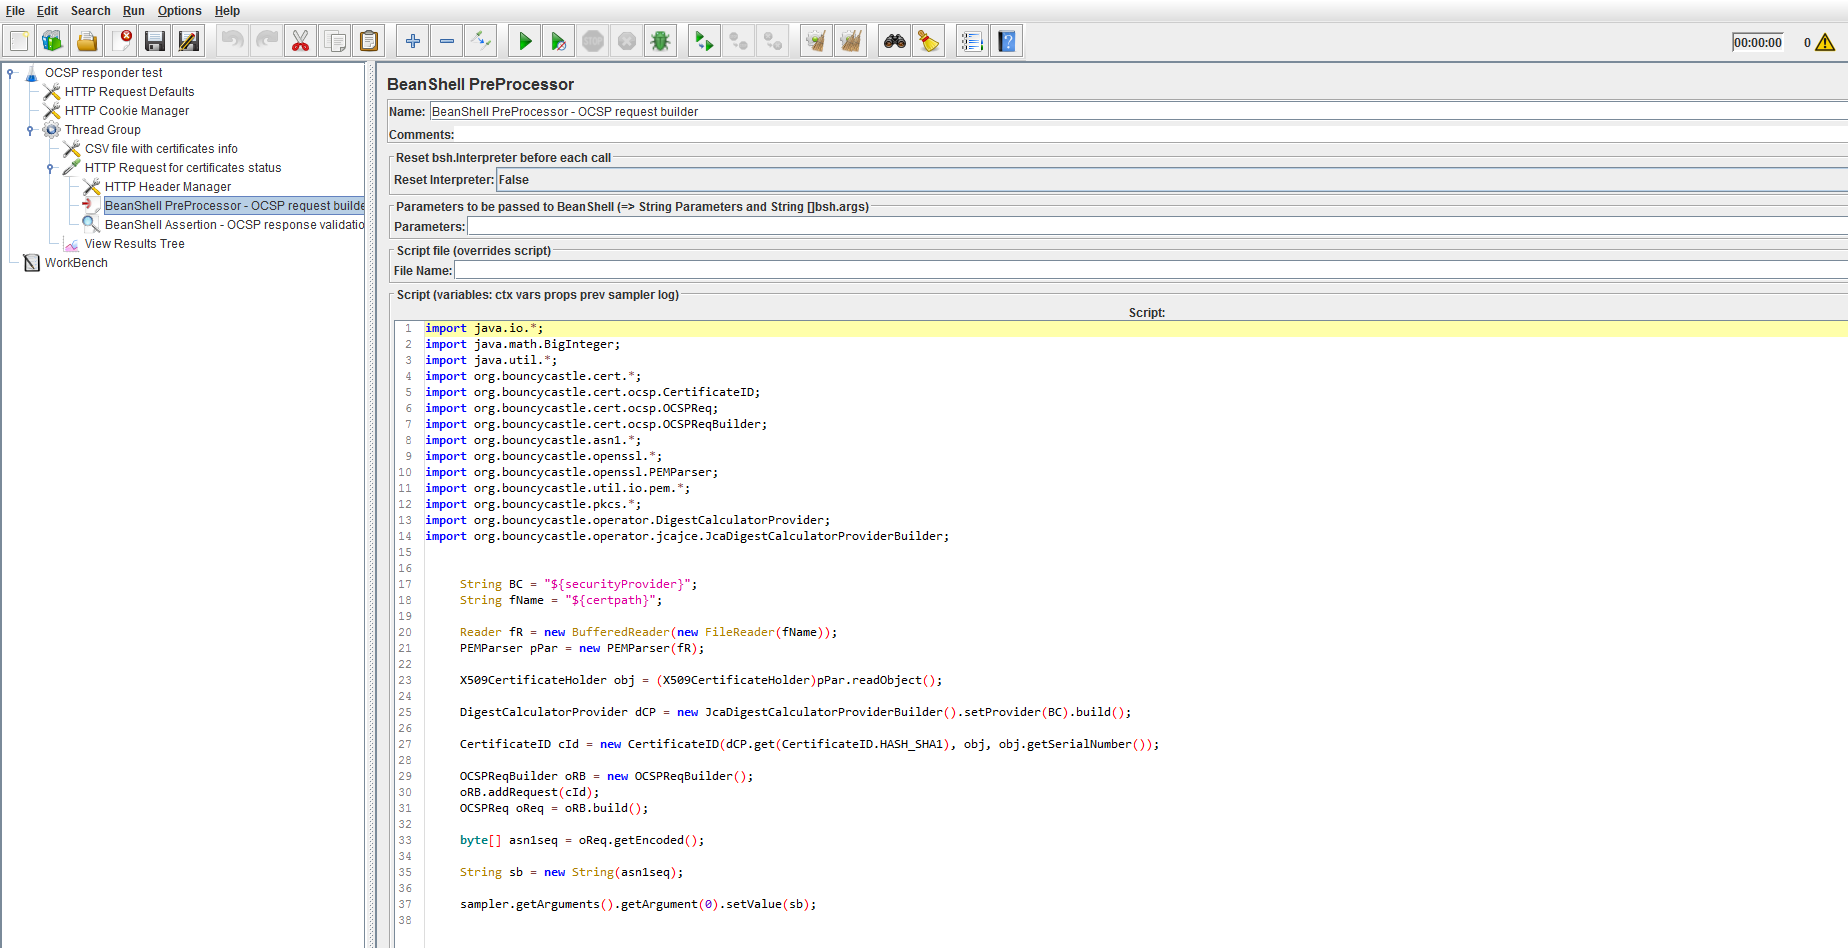 File Edit Search Run Options Help
STOP
00:00:00 0
OCSP responder test
HTTP Request Defaults
HTTP Cookie Manager
Thread Group
CSV file with certificates info
HTTP Request for certificates status
HTTP Header Manager
BeanShell PreProcessor - OCSP request builde
BeanShell Assertion - OCSP response validatio
View Results Tree
WorkBench
BeanShell PreProcessor
Name: BeanShell PreProcessor - OCSP request builder
Comments:
Reset bsh.Interpreter before each call
Reset Interpreter: False
Parameters to be passed to BeanShell (=> String Parameters and String []bsh.args)
Parameters:
Script file (overrides script)
File Name:
Script (variables: ctx vars props prev sampler log)
Script:
1 import java.io.*;
2 import java.math.BigInteger;
3 import java.util.*;
4 import org.bouncycastle.cert.*;
5 import org.bouncycastle.cert.ocsp.CertificateID;
6 import org.bouncycastle.cert.ocsp.OCSPReq;
7 import org.bouncycastle.cert.ocsp.OCSPReqBuilder;
8 import org.bouncycastle.asn1.*;
9 import org.bouncycastle.openssl.*;
10 import org.bouncycastle.openssl.PEMParser;
11 import org.bouncycastle.util.io.pem.*;
12 import org.bouncycastle.pkcs.*;
13 import org.bouncycastle.operator.DigestCalculatorProvider;
14 import org.bouncycastle.operator.jcajce.JcaDigestCalculatorProviderBuilder;
15
16
17 String BC = "${securityProvider}";
18 String fName = "${certpath}";
19
20 Reader fR = new BufferedReader(new FileReader(fName));
21 PEMParser pPar = new PEMParser(fR);
22
23 X509CertificateHolder obj = (X509CertificateHolder)pPar.readObject();
24
25 DigestCalculatorProvider dCP = new JcaDigestCalculatorProviderBuilder().setProvider(BC).build();
26
27 CertificateID cId = new CertificateID(dCP.get(CertificateID.HASH_SHA1), obj, obj.getSerialNumber());
28
29 OCSPReqBuilder oRB = new OCSPReqBuilder();
30 oRB.addRequest(cId);
31 OCSPReq oReq = oRB.build();
32
33 byte[] asn1seq = oReq.getEncoded();
34
35 String sb = new String(asn1seq);
36
37 sampler.getArguments().getArgument(0).setValue(sb);
38